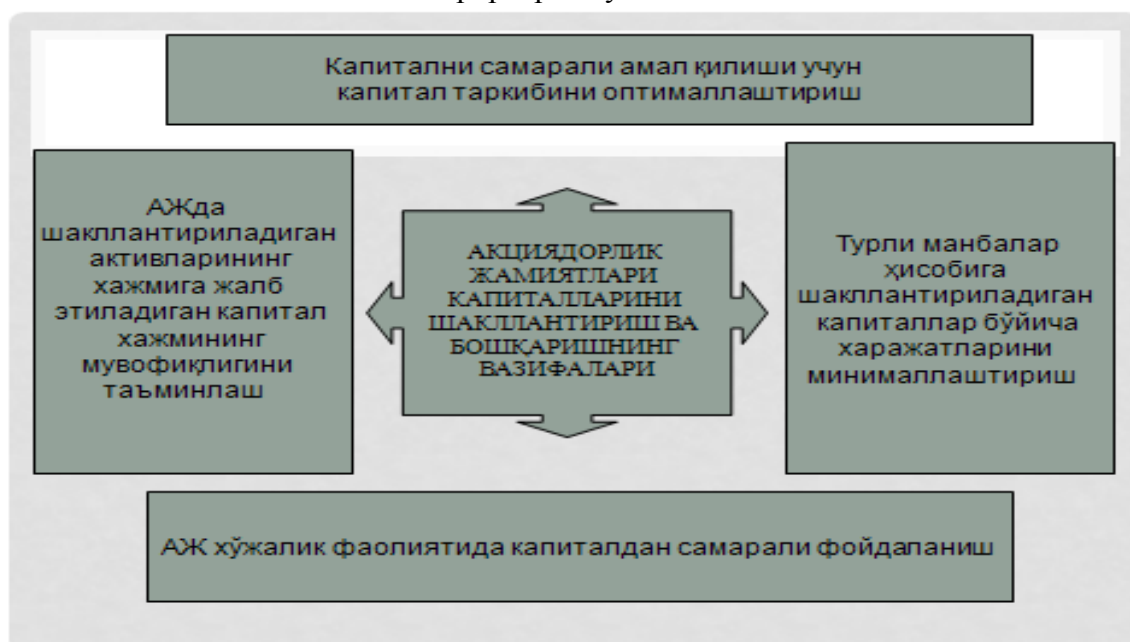 Капитални самарали амал қилиши учун
капитал таркибини оптималлаштириш
АЖда
шакллантириладиган
активларининг
хажмига жалб
этиладиган капитал
хажмининг
мувофиқлигини
таъминлаш
АКЦИЯДОРЛИК
ЖАМИЯТЛАРИ
КАПИТАЛЛАРИНИ
ШАКЛЛАНТИРИШ ВА
БОШҚАРИШНИНГ
ВАЗИФАЛАРИ
Турли манбалар
ҳисобига
шакллантириладиган
капиталлар бўйича
харажатларини
минималлаштириш
АЖ хўжалик фаолиятида капиталдан самарали фойдаланиш